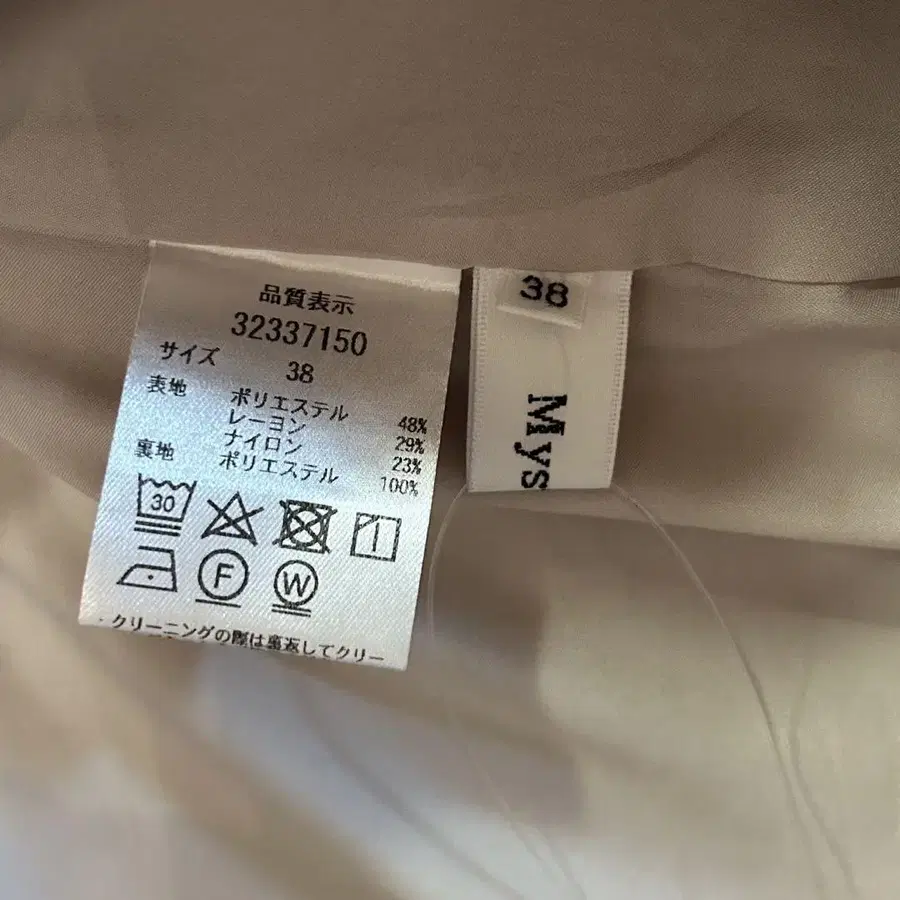 品質表示
32337150
サイズ 38
表地 ポリエステル 48%
レーヨン 29%
ナイロン 23%
裏地 ポリエステル 100%
30
F
W
・クリーニングの際は裏返してクリー
38
Mys